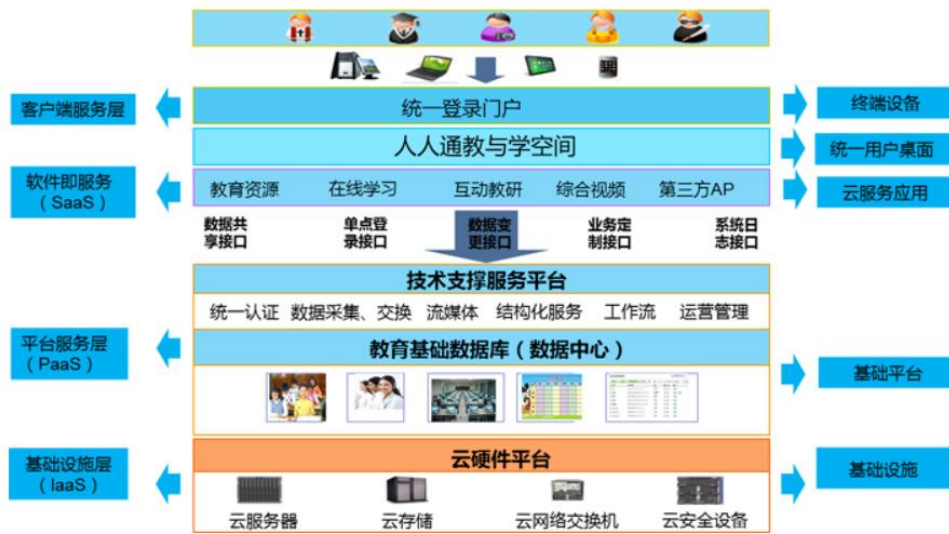 统一登录门户
客户端服务层
终端设备
人人通教与学空间
统一用户桌面
软件即服务
（SaaS）
教育资源 在线学习 互动教研 综合视频 第三方AP
云服务应用
数据共
享接口
单点登
录接口
数据变
更接口
业务定
制接口
系统日
志接口
技术支撑服务平台
统一认证 数据采集、交换 流媒体 结构化服务 工作流 运营管理
平台服务层
（PaaS）
教育基础数据库（数据中心）
基础平台
云硬件平台
基础设施层
（IaaS）
基础设施
云服务器 云存储 云网络交换机 云安全设备